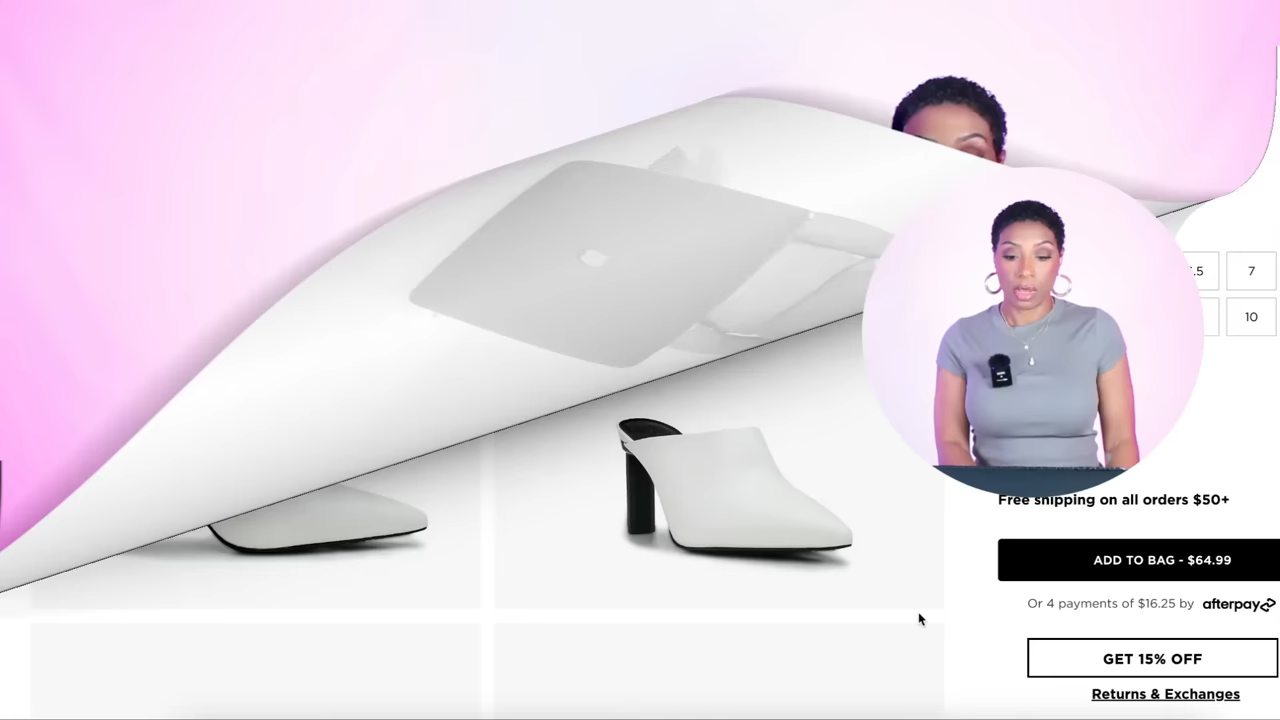 .5
7
10
Free shipping on all orders $50+
ADD TO BAG - $64.99
Or 4 payments of $16.25 by afterpay
GET 15% OFF
Returns & Exchanges